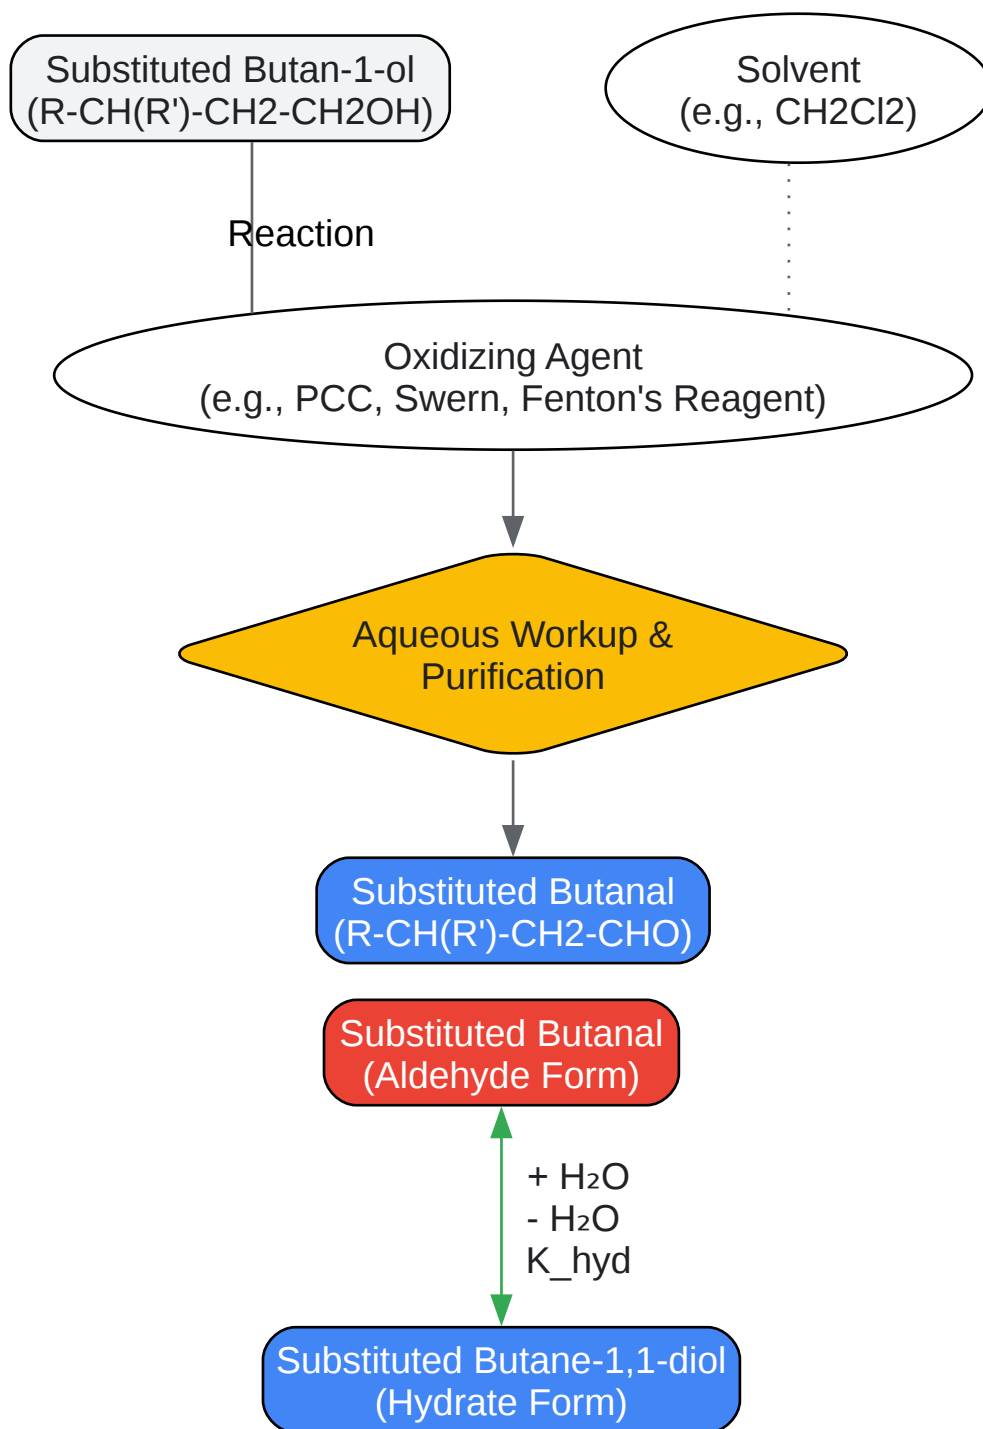 Substituted Butan-1-ol
(R-CH(R')-CH2-CH2OH)
Solvent
(e.g., CH2Cl2)
Reaction
Oxidizing Agent
(e.g., PCC, Swern, Fenton's Reagent)
Aqueous Workup &
Purification
Substituted Butanal
(R-CH(R')-CH2-CHO)
Substituted Butanal
(Aldehyde Form)
+ H₂O
- H₂O
K_hyd
Substituted Butane-1,1-diol
(Hydrate Form)